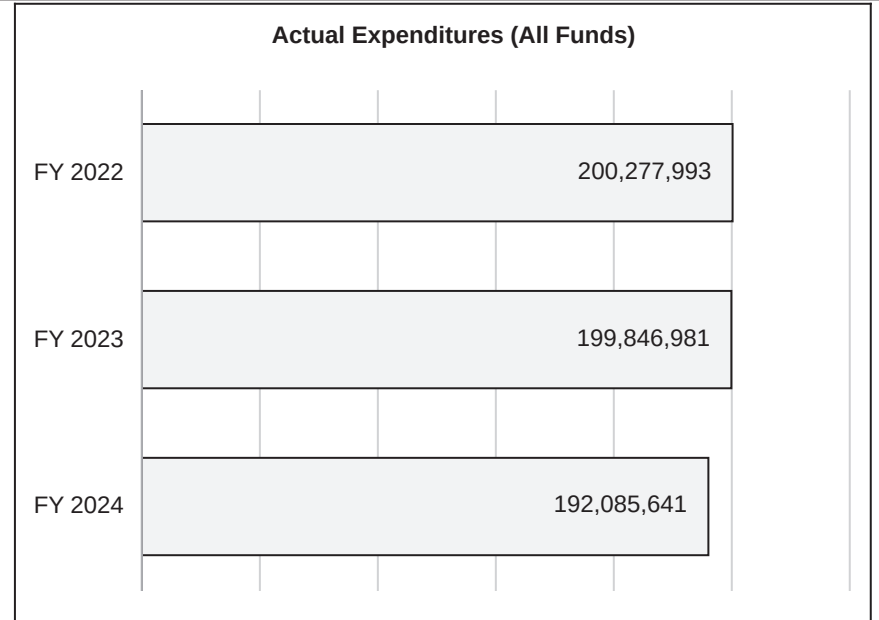 Actual Expenditures (All Funds)
FY 2022 200,277,993
FY 2023 199,846,981
FY 2024 192,085,641